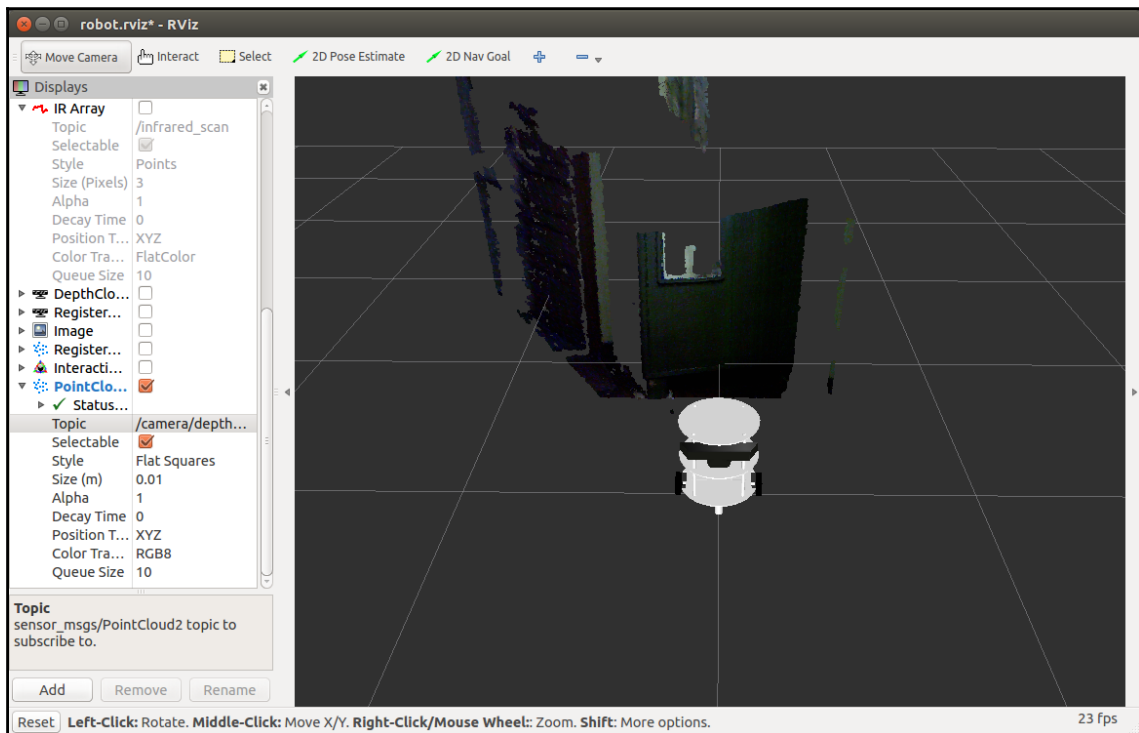 robot.rviz* - RViz
Move Camera Interact Select 2D Pose Estimate 2D Nav Goal
Displays
IR Array
Topic /infrared_scan
Selectable
Style Points
Size (Pixels) 3
Alpha 1
Decay Time 0
Position T... XYZ
Color Tra... FlatColor
Queue Size 10
DepthClo...
Register...
Image
Register...
Interacti...
PointClo...
Status...
Topic /camera/depth...
Selectable
Style Flat Squares
Size (m) 0.01
Alpha 1
Decay Time 0
Position T... XYZ
Color Tra... RGB8
Queue Size 10
Topic
sensor_msgs/PointCloud2 topic to
subscribe to.
Add Remove Rename
Reset Left-Click: Rotate. Middle-Click: Move X/Y. Right-Click/Mouse Wheel:: Zoom. Shift: More options. 23 fps